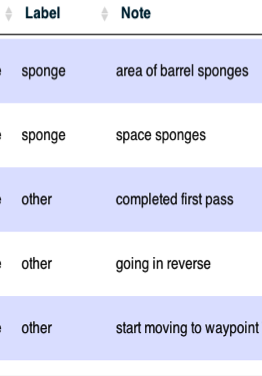 Label Note
sponge area of barrel sponges
sponge space sponges
other completed first pass
other going in reverse
other start moving to waypoint